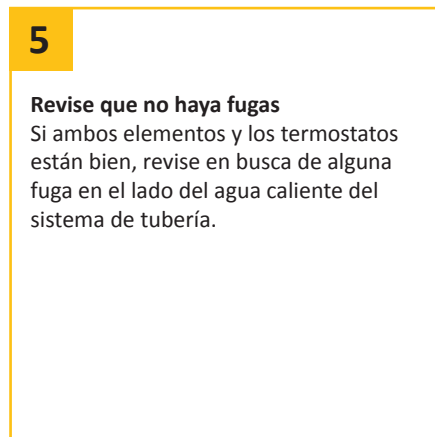 5
Revise que no haya fugas
Si ambos elementos y los termostatos
están bien, revise en busca de alguna
fuga en el lado del agua caliente del
sistema de tubería.